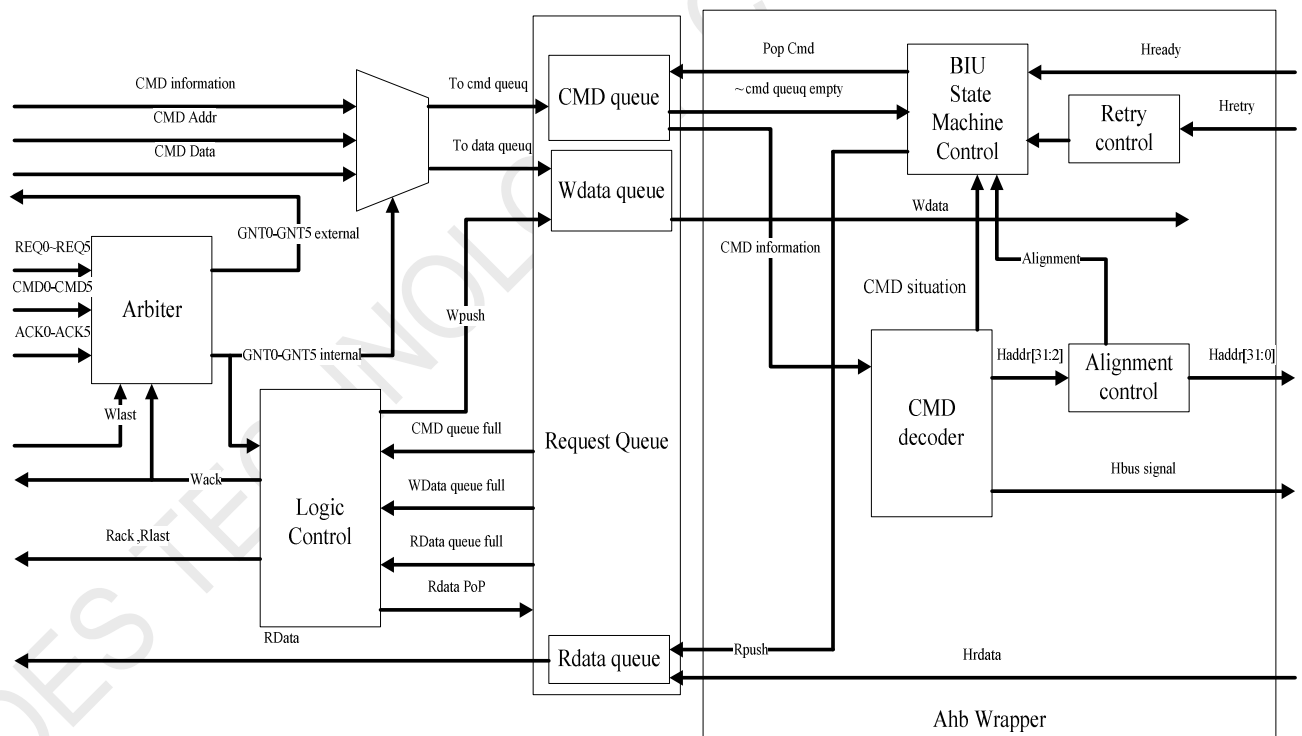 CMD information
CMD Addr
CMD Data
To cmd queuq
To data queuq
CMD queue
Wdata queue
Pop Cmd
~cmd queuq empty
BIU
State
Machine
Control
Hready
Retry
control
Hretry
Wdata
GNT0-GNT5 external
REQ0~REQ5
CMD0-CMD5
ACK0-ACK5
Arbiter
GNT0-GNT5 internal
Wlast
Wack
Wpush
CMD information
CMD situation
Alignment
Haddr[31:2]
Alignment
control
Haddr[31:0]
CMD
decoder
Hbus signal
Request Queue
CMD queue full
WData queue full
RData queue full
Rdata PoP
Logic
Control
Rack ,Rlast
RData
Rdata queue
Rpush
Hrdata
Ahb Wrapper